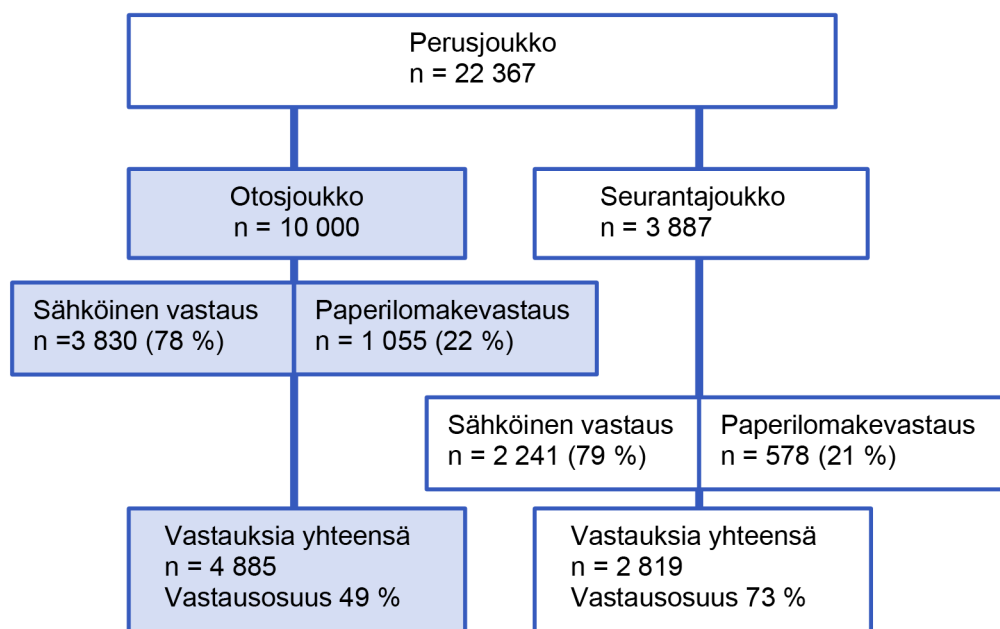 Perusjoukko
n = 22 367
Otosjoukko
n = 10 000
Seurantajoukko
n = 3 887
Sähköinen vastaus
n =3 830 (78 %)
Paperilomakevastaus
n = 1 055 (22 %)
Sähköinen vastaus
n = 2 241 (79 %)
Paperilomakevastaus
n = 578 (21 %)
Vastauksia yhteensä
n = 4 885
Vastausosuus 49 %
Vastauksia yhteensä
n = 2 819
Vastausosuus 73 %